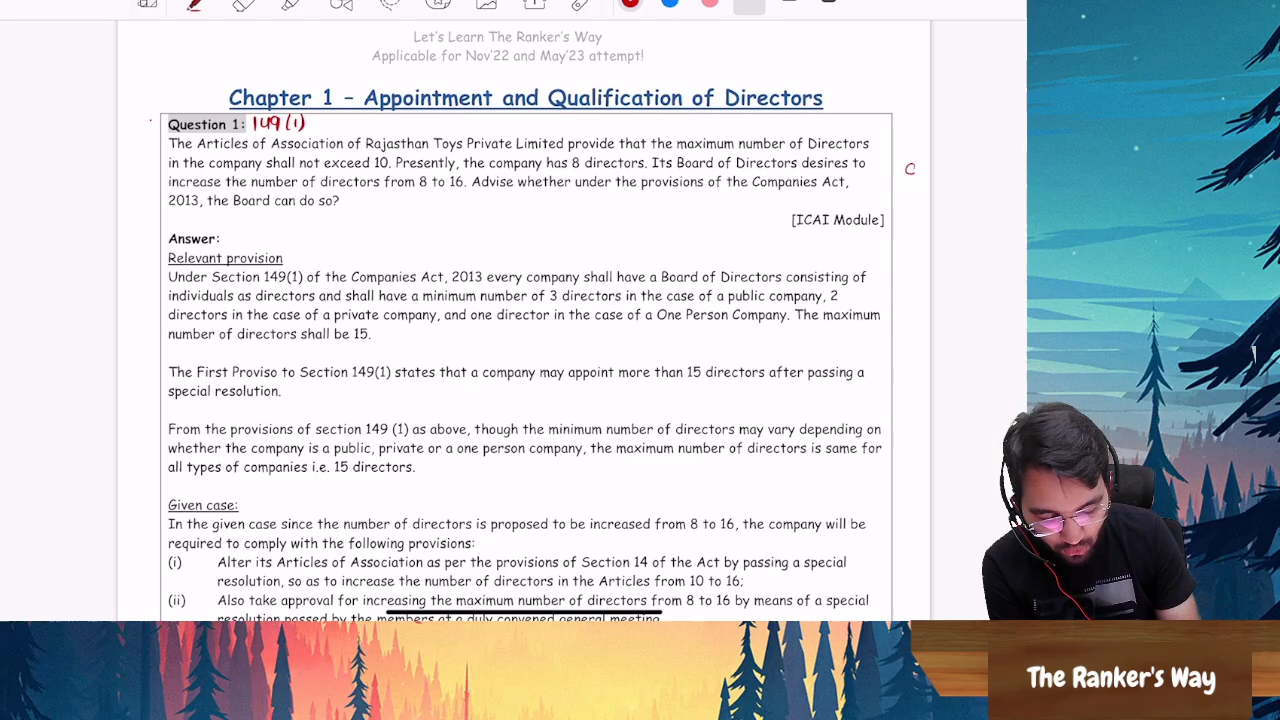 Let's Learn The Ranker's Way
Applicable for Nov'22 and May'23 attempt!
Chapter 1 – Appointment and Qualification of Directors
Question 1: 149(1)
The Articles of Association of Rajasthan Toys Private Limited provide that the maximum number of Directors
in the company shall not exceed 10. Presently, the company has 8 directors. Its Board of Directors desires to
increase the number of directors from 8 to 16. Advise whether under the provisions of the Companies Act,
2013, the Board can do so?
[ICAI Module]
Answer:
Relevant provision
Under Section 149(1) of the Companies Act, 2013 every company shall have a Board of Directors consisting of
individuals as directors and shall have a minimum number of 3 directors in the case of a public company, 2
directors in the case of a private company, and one director in the case of a One Person Company. The maximum
number of directors shall be 15.
The First Proviso to Section 149(1) states that a company may appoint more than 15 directors after passing a
special resolution.
From the provisions of section 149 (1) as above, though the minimum number of directors may vary depending on
whether the company is a public, private or a one person company, the maximum number of directors is same for
all types of companies i.e. 15 directors.
Given case:
In the given case since the number of directors is proposed to be increased from 8 to 16, the company will be
required to comply with the following provisions:
(i) Alter its Articles of Association as per the provisions of Section 14 of the Act by passing a special
resolution, so as to increase the number of directors in the Articles from 10 to 16;
(ii) Also take approval for increasing the maximum number of directors from 8 to 16 by means of a special
resolution passed by the members at a duly convened general meeting
The Ranker's Way